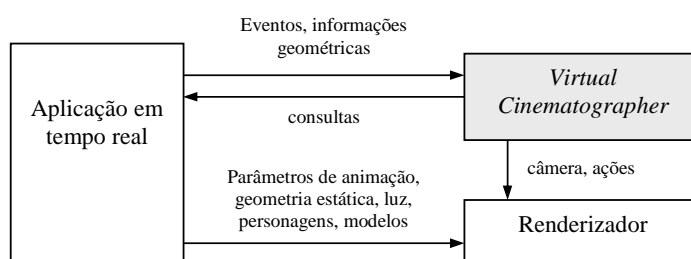 Eventos, informações
geométricas
Aplicação em
tempo real
Virtual
Cinematographer
consultas
câmera, ações
Parâmetros de animação,
geometria estática, luz,
personagens, modelos
Renderizador